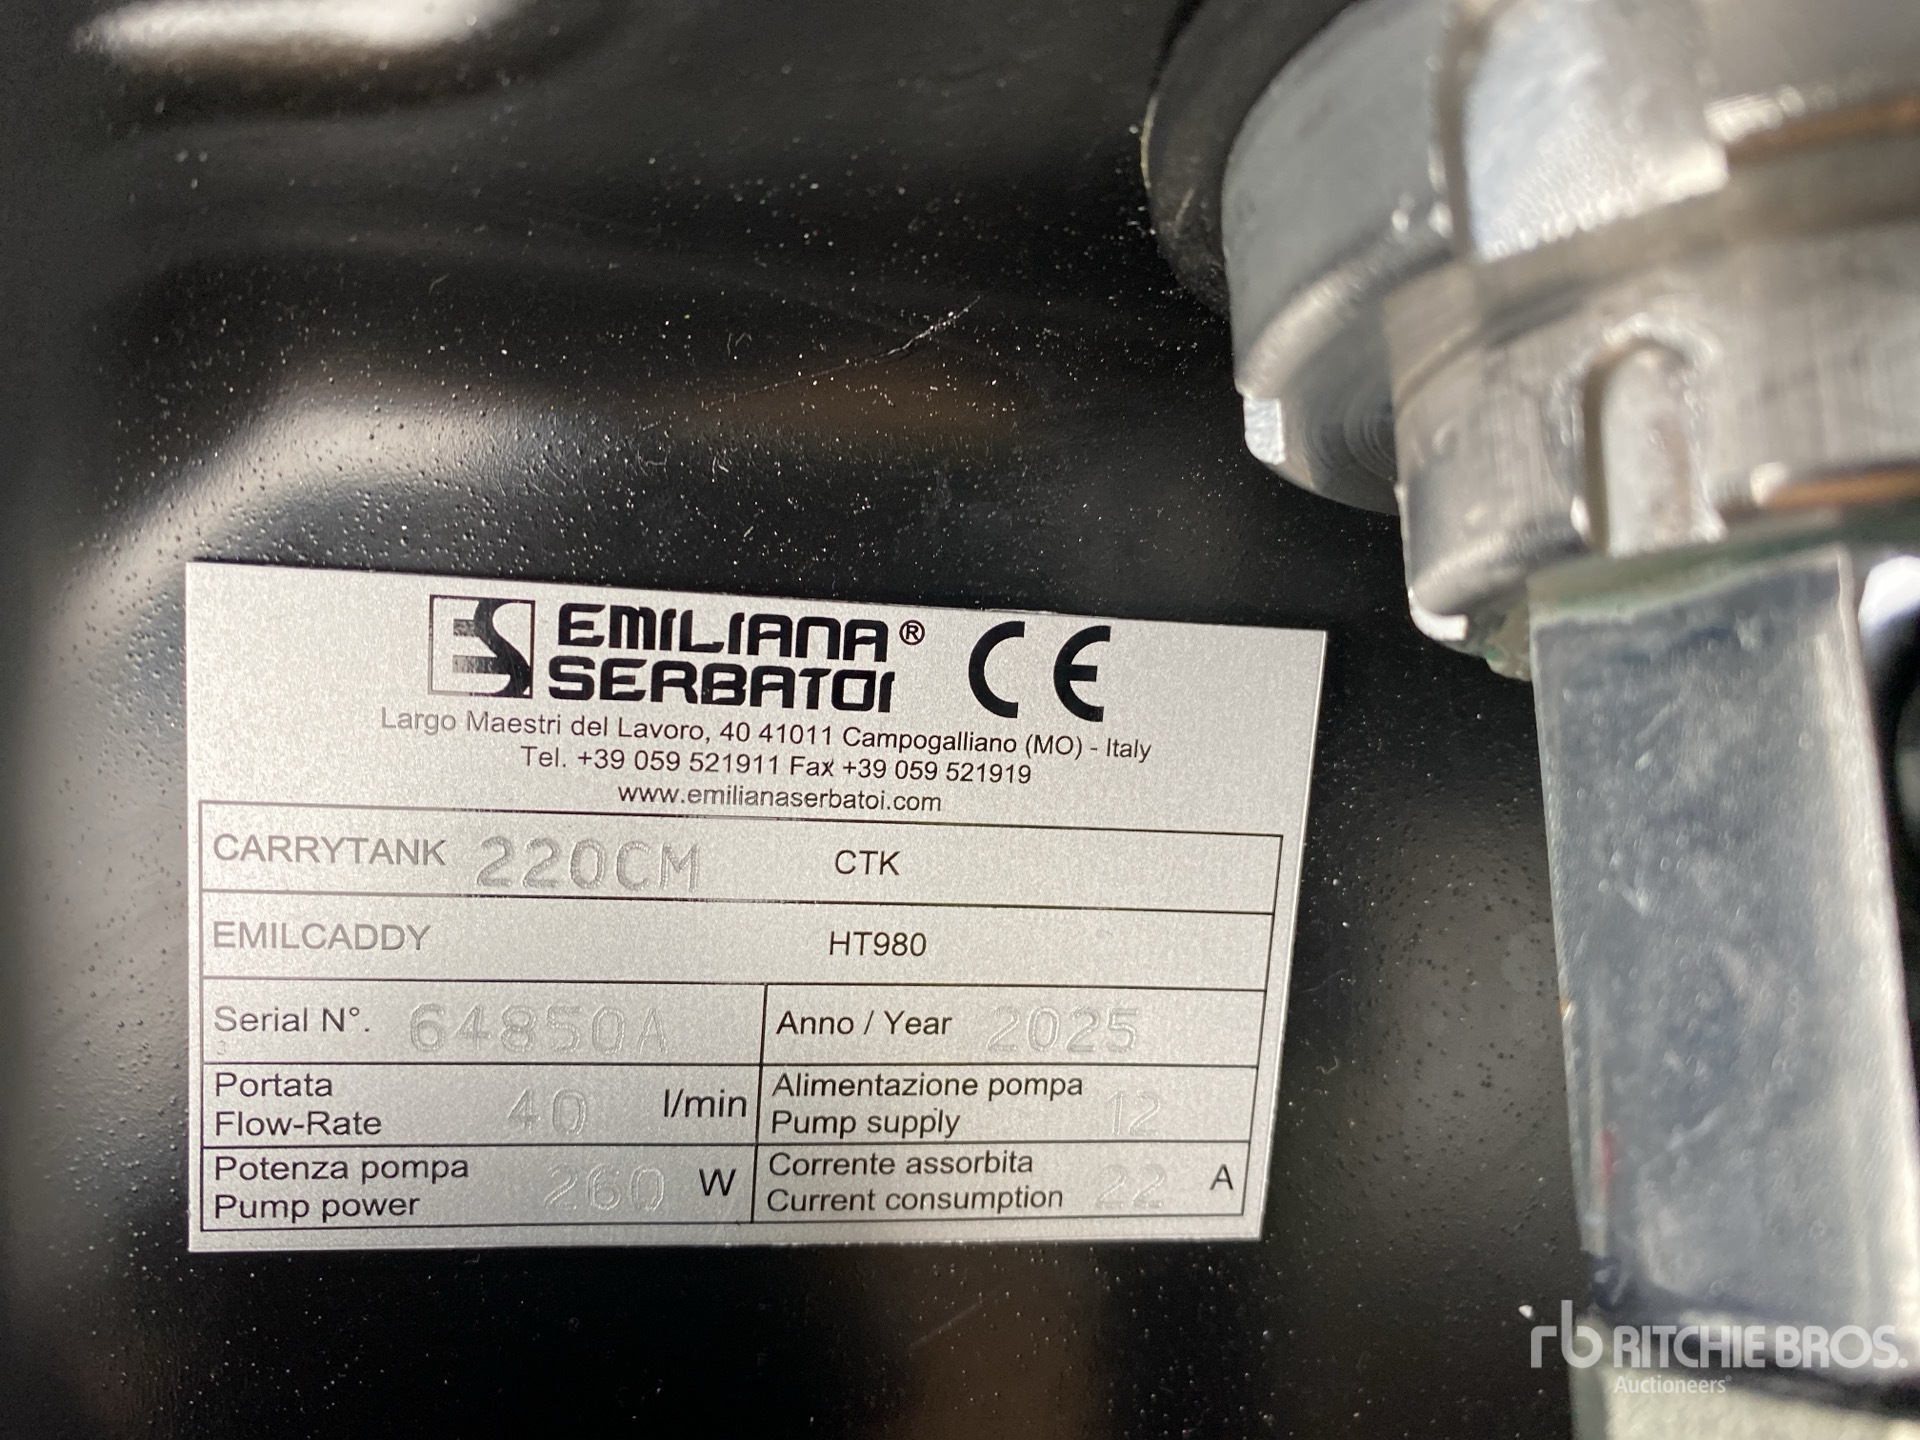 EMILIANA®
SERBATOI
CE
Largo Maestri del Lavoro, 40 41011 Campogalliano (MO) - Italy
Tel. +39 059 521911 Fax +39 059 521919
www.emilianaserbatoi.com
CARRYTANK 220CM CTK
EMILCADDY HT980
Serial N°. 64850A Anno / Year 2025
Portata
Flow-Rate 40 l/min
Alimentazione pompa
Pump supply 12
Potenza pompa
Pump power 260 W
Corrente assorbita
Current consumption 22 A
rb RITCHIE BROS.
Auctioneers